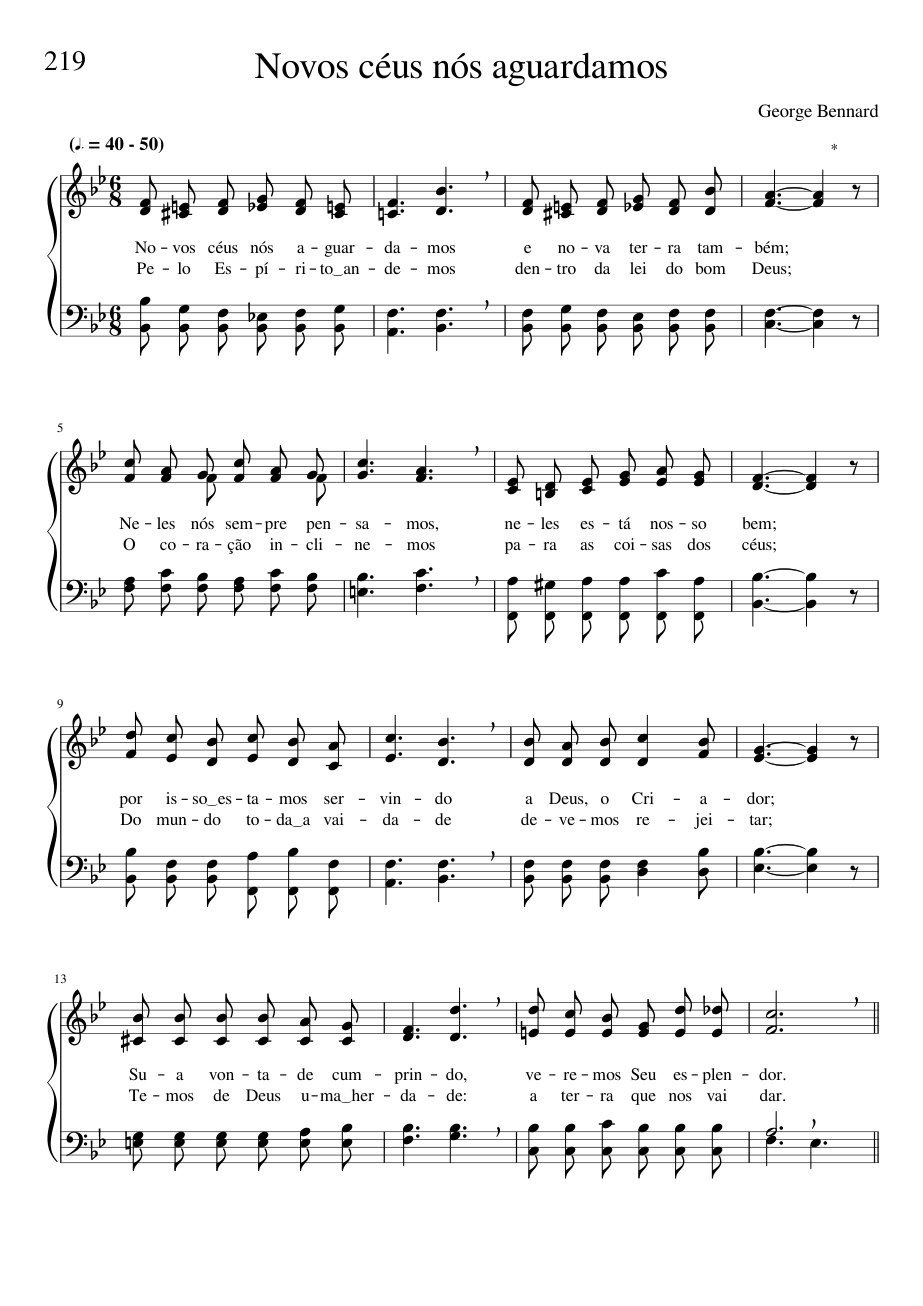 219
Novos céus nós aguardamos
George Bennard
(♩. = 40 - 50)
*
6 8
No – vos céus nós a – guar – da – mos e no – va ter – ra tam – bém;
Pe – lo Es – pí – ri – to_an – de – mos den – tro da lei do bom Deus;
6 8
5
Ne – les nós sem – pre pen – sa – mos, ne – les es – tá nos – so bem;
O co – ra – ção in – cli – ne – mos pa – ra as coi – sas dos céus;
9
por is – so_es – ta – mos ser – vin – do a Deus, o Cri – a – dor;
Do mun – do to – da_a vai – da – de de – ve – mos re – jei – tar;
13
Su – a von – ta – de cum – prin – do, ve – re – mos Seu es – plen – dor.
Te – mos de Deus u – ma_her – da – de: a ter – ra que nos vai dar.